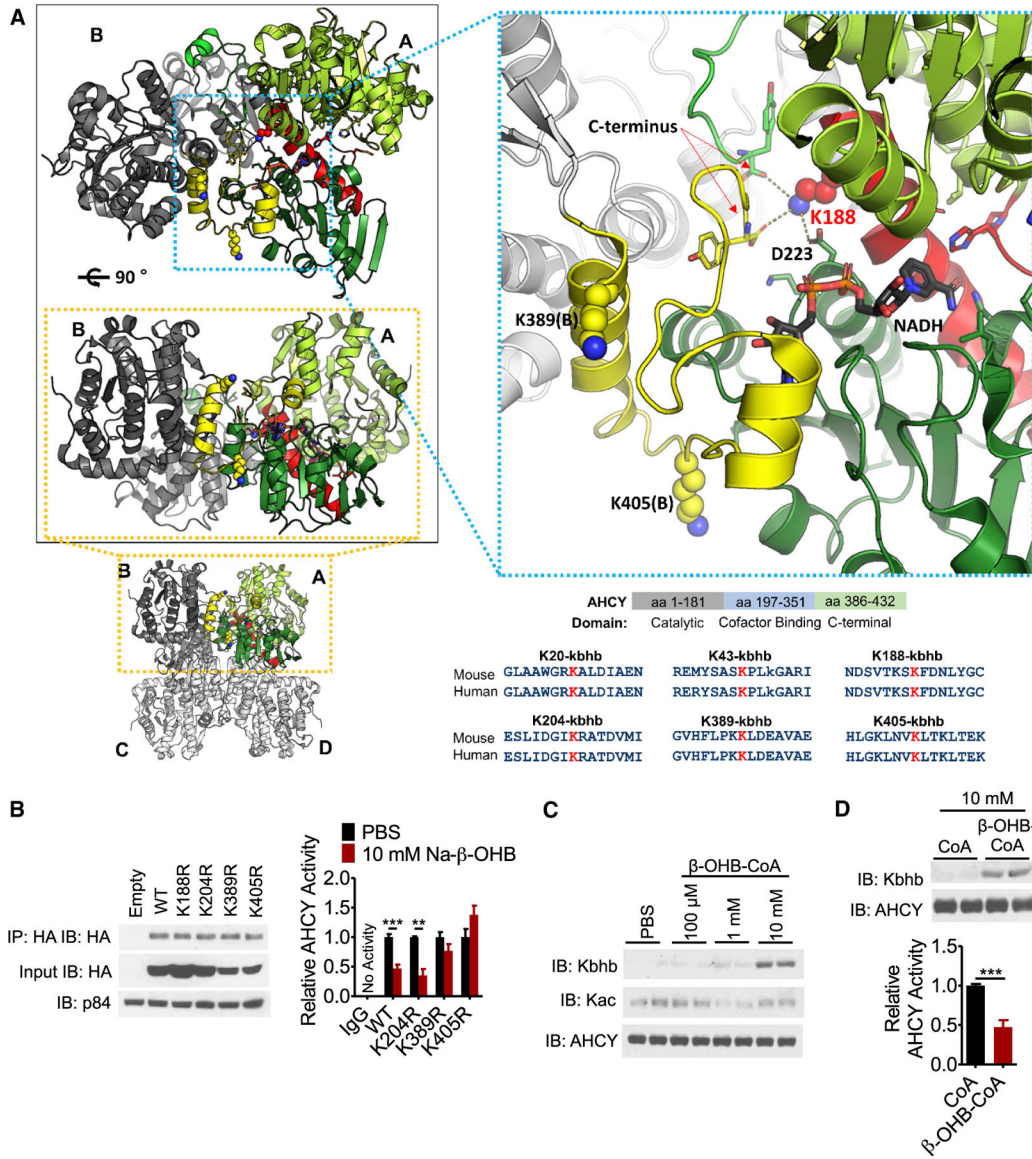 A
B
A
90 °
B
A
B
A
C
D
C-terminus
K188
D223
K389(B)
NADH
K405(B)
AHCY aa 1-181 aa 197-351 aa 386-432
Domain: Catalytic Cofactor Binding C-terminal
K20-kbhb K43-kbhb K188-kbhb
Mouse GLAAWGRKALDIAEN REMYSASKPLkGARI NDSVTKSKFDNLYGC
Human GLAAWGRKALDIAEN RERYSASKPLkGARI NDSVTKSKFDNLYGC
K204-kbhb K389-kbhb K405-kbhb
Mouse ESLIDGIKRATDVMI GVHFLPKKLDEAVAE HLGKLNVKLTKLTEK
Human ESLIDGIKRATDVMI GVHFLPKKLDEAVAE HLGKLNVKLTKLTEK
B
Empty WT K188R K204R K389R K405R
IP: HA IB: HA
Input IB: HA
IB: p84
PBS
10 mM Na-β-OHB
Relative AHCY Activity
2.0
1.5
1.0
0.5
0.0
No Activity
***
**
IgG WT K204R K389R K405R
C
β-OHB-CoA
PBS 100 µM 1 mM 10 mM
IB: Kbhb
IB: Kac
IB: AHCY
D
10 mM
CoA β-OHB-CoA
IB: Kbhb
IB: AHCY
Relative
AHCY Activity
1.5
1.0
0.5
0.0
***
CoA
β-OHB-CoA